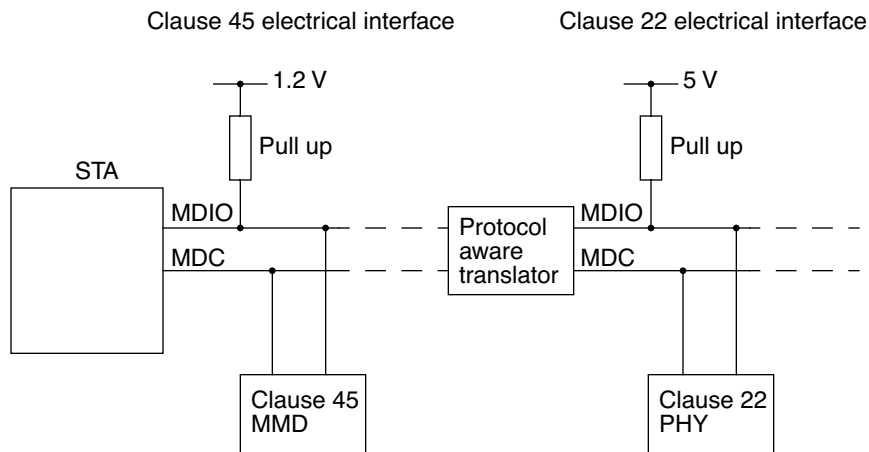 Clause 45 electrical interface
Clause 22 electrical interface
1.2 V
5 V
Pull up
Pull up
STA
MDIO
MDC
Protocol
aware
translator
MDIO
MDC
Clause 45
MMD
Clause 22
PHY